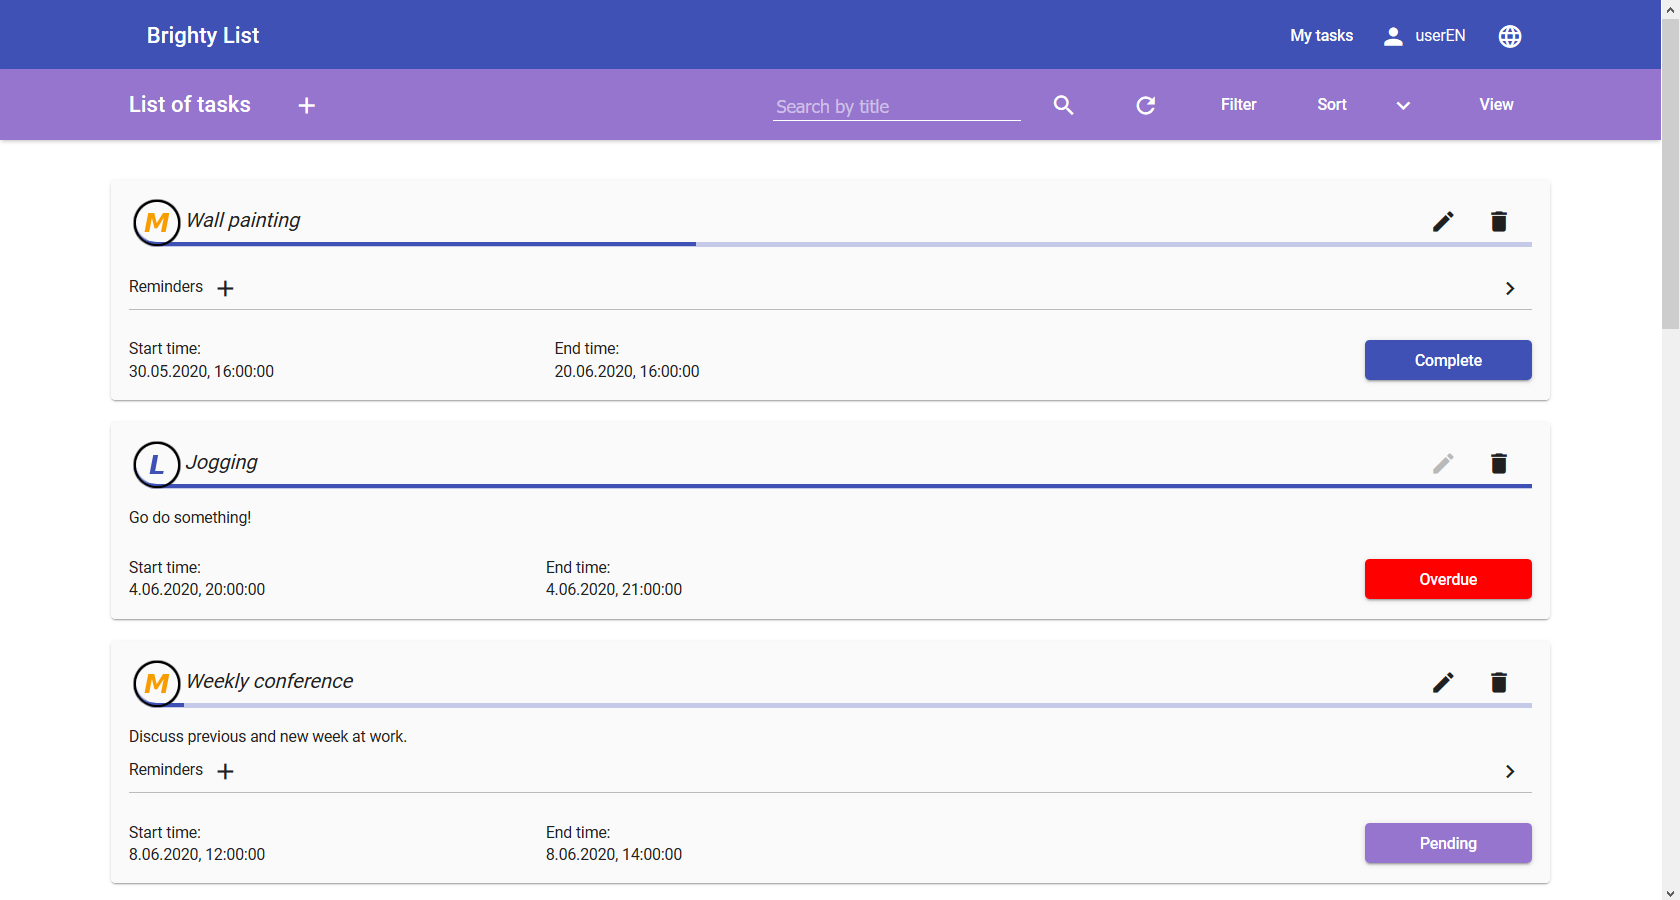 Brighty List
My tasks
userEN
List of tasks
Search by title
Filter
Sort
View
M
Wall painting
Reminders
Start time:
30.05.2020, 16:00:00
End time:
20.06.2020, 16:00:00
Complete
L
Jogging
Go do something!
Start time:
4.06.2020, 20:00:00
End time:
4.06.2020, 21:00:00
Overdue
M
Weekly conference
Discuss previous and new week at work.
Reminders
Start time:
8.06.2020, 12:00:00
End time:
8.06.2020, 14:00:00
Pending